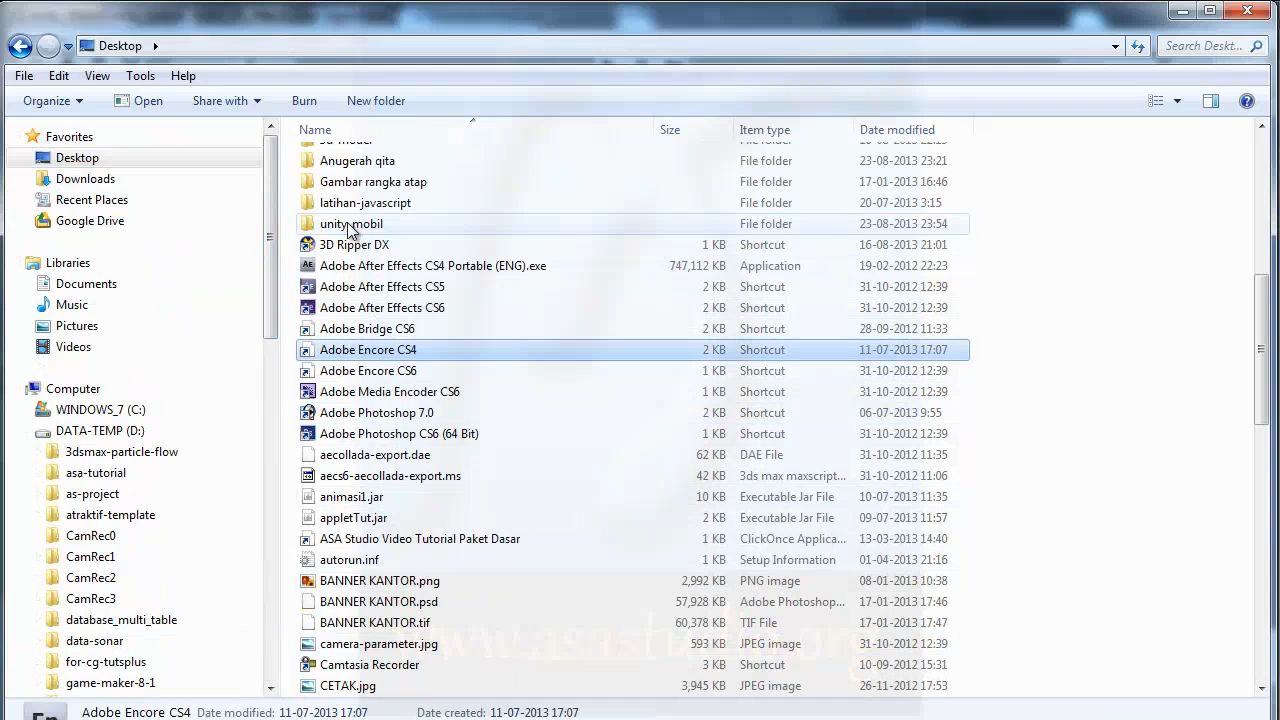 Desktop
Search Deskt...
File Edit View Tools Help
Organize Open Share with Burn New folder
Name Size Item type Date modified
Favorites
Desktop
Downloads
Recent Places
Google Drive
Libraries
Documents
Music
Pictures
Videos
Computer
WINDOWS_7 (C:)
DATA-TEMP (D:)
3dsmax-particle-flow
asa-tutorial
as-project
atraktif-template
CamRec0
CamRec1
CamRec2
CamRec3
database_multi_table
data-sonar
for-cg-tutsplus
game-maker-8-1
Anugerah qita File folder 23-08-2013 23:21
Gambar rangka atap File folder 17-01-2013 16:46
latihan-javascript File folder 20-07-2013 3:15
unity-mobil File folder 23-08-2013 23:54
3D Ripper DX 1 KB Shortcut 16-08-2013 21:01
Adobe After Effects CS4 Portable (ENG).exe 747,112 KB Application 19-02-2012 22:23
Adobe After Effects CS5 2 KB Shortcut 31-10-2012 12:39
Adobe After Effects CS6 2 KB Shortcut 31-10-2012 12:39
Adobe Bridge CS6 2 KB Shortcut 28-09-2012 11:33
Adobe Encore CS4 2 KB Shortcut 11-07-2013 17:07
Adobe Encore CS6 1 KB Shortcut 31-10-2012 12:39
Adobe Media Encoder CS6 1 KB Shortcut 31-10-2012 12:39
Adobe Photoshop 7.0 2 KB Shortcut 06-07-2013 9:55
Adobe Photoshop CS6 (64 Bit) 1 KB Shortcut 31-10-2012 12:39
aecollada-export.dae 62 KB DAE File 31-10-2012 11:35
aecs6-aecollada-export.ms 42 KB 3ds max maxscript... 31-10-2012 11:06
animasi1.jar 10 KB Executable Jar File 10-07-2013 11:35
appletTut.jar 2 KB Executable Jar File 09-07-2013 11:57
ASA Studio Video Tutorial Paket Dasar 1 KB ClickOnce Applica... 13-03-2013 14:40
autorun.inf 1 KB Setup Information 01-04-2013 21:16
BANNER KANTOR.png 2,992 KB PNG image 08-01-2013 10:38
BANNER KANTOR.psd 57,928 KB Adobe Photoshop... 17-01-2013 17:46
BANNER KANTOR.tif 60,378 KB TIF File 17-01-2013 17:47
camera-parameter.jpg 593 KB JPEG image 31-10-2012 12:39
Camtasia Recorder 3 KB Shortcut 10-09-2012 15:31
CETAK.jpg 3,945 KB JPEG image 26-11-2012 17:53
Adobe Encore CS4 Date modified: 11-07-2013 17:07 Date created: 11-07-2013 17:07